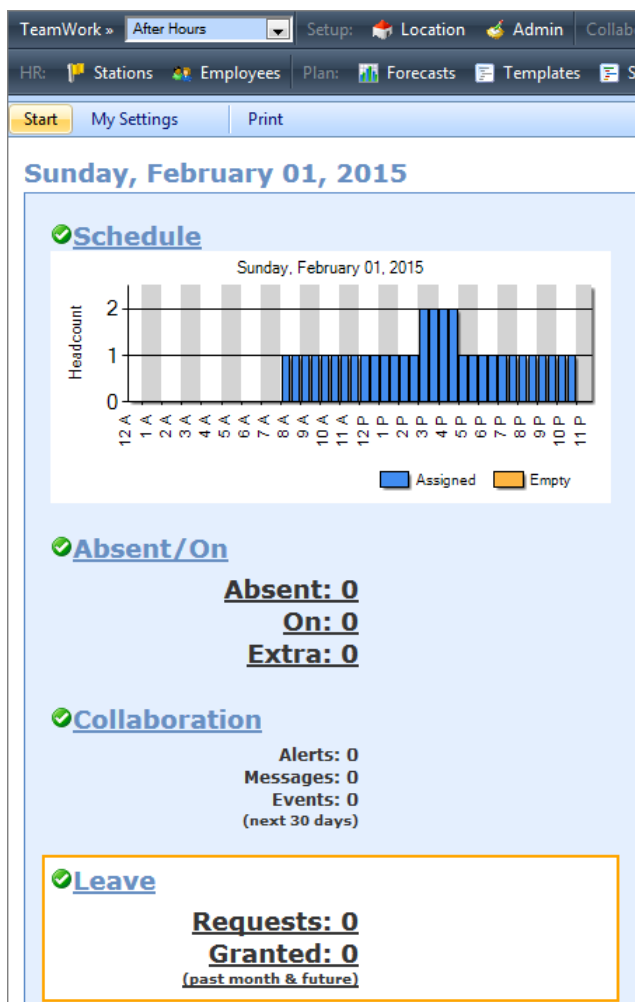 TeamWork » After Hours Setup: Location Admin Collab
HR: Stations Employees Plan: Forecasts Templates S
Start My Settings Print
Sunday, February 01, 2015
Schedule
Sunday, February 01, 2015
Headcount
2
1
0
12 A 1 A 2 A 3 A 4 A 5 A 6 A 7 A 8 A 9 A 10 A 11 A 12 P 1 P 2 P 3 P 4 P 5 P 6 P 7 P 8 P 9 P 10 P 11 P
Assigned Empty
Absent/On
Absent: 0
On: 0
Extra: 0
Collaboration
Alerts: 0
Messages: 0
Events: 0
(next 30 days)
Leave
Requests: 0
Granted: 0
(past month & future)